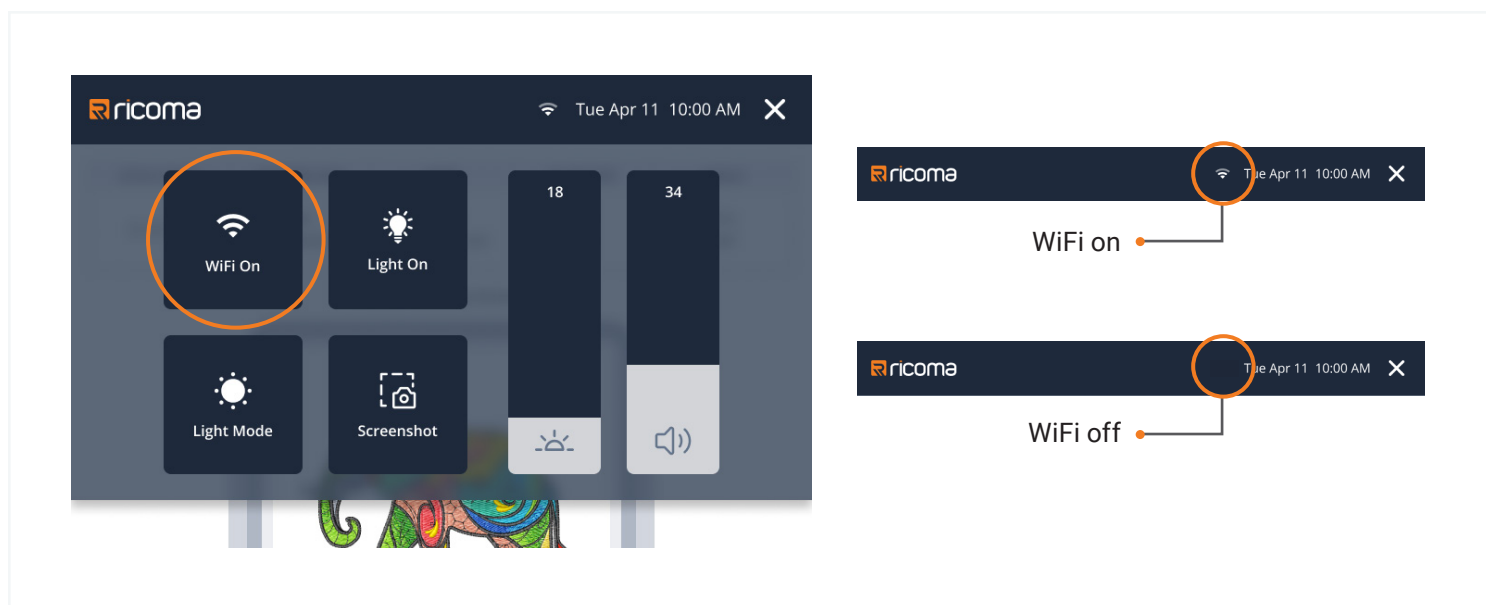 ricoma Tue Apr 11 10:00 AM
18 34
WiFi On Light On
Light Mode Screenshot
ricoma Tue Apr 11 10:00 AM
WiFi on
ricoma Tue Apr 11 10:00 AM
WiFi off